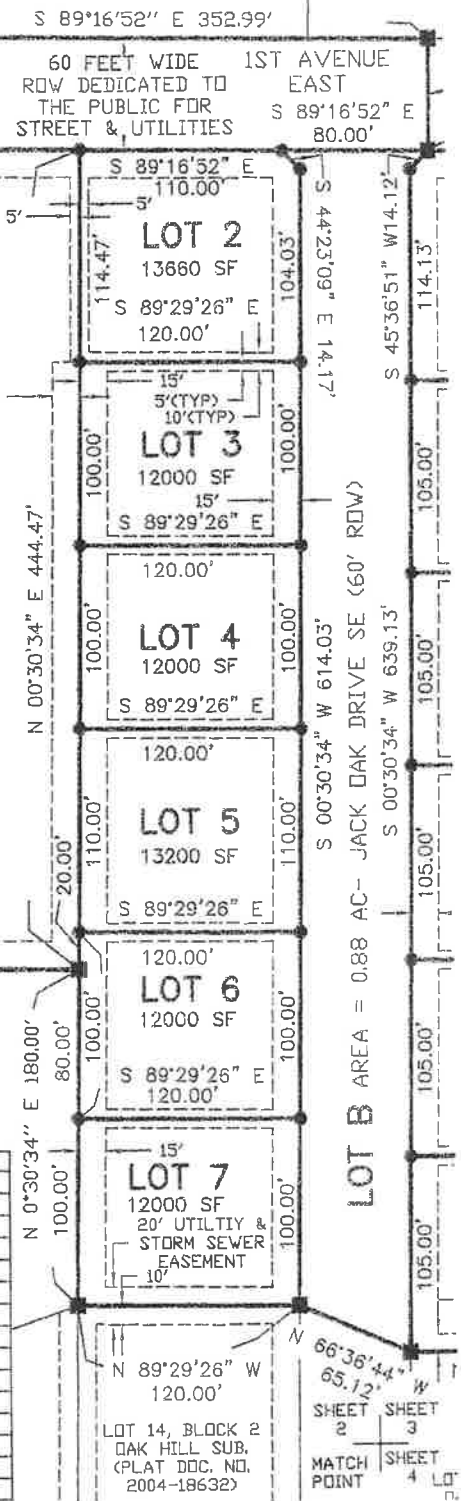 S 89°16'52" E 352.99'
60 FEET WIDE
ROW DEDICATED TO
THE PUBLIC FOR
STREET & UTILITIES
1ST AVENUE
EAST
S 89°16'52" E
80.00'
S 89°16'52" E
110.00'
5'
5'
LOT 2
13660 SF
114.47'
104.03'
S 44°23'09" E 14.17'
S 45°36'51" W14.12'
114.13'
S 89°29'26" E
120.00'
15'
5'(TYP)
10'(TYP)
LOT 3
12000 SF
100.00'
100.00'
15'
S 89°29'26" E
120.00'
105.00'
N 00°30'34" E 444.47'
LOT 4
12000 SF
100.00'
100.00'
S 89°29'26" E
120.00'
105.00'
S 00°30'34" W 614.03'
LOT B AREA = 0.88 AC- JACK OAK DRIVE SE (60' ROW)
S 00°30'34" W 639.13'
LOT 5
13200 SF
110.00'
110.00'
S 89°29'26" E
120.00'
105.00'
20.00'
LOT 6
12000 SF
100.00'
100.00'
S 89°29'26" E
120.00'
105.00'
N 0°30'34" E 180.00'
80.00'
100.00'
15'
LOT 7
12000 SF
20' UTILTIY &
STORM SEWER
EASEMENT
100.00'
105.00'
10'
N 89°29'26" W
120.00'
N 66°36'44" W
65.12'
LOT 14, BLOCK 2
OAK HILL SUB.
(PLAT DOC. NO.
2004-18632)
SHEET 2
SHEET 3
MATCH
POINT
SHEET 4